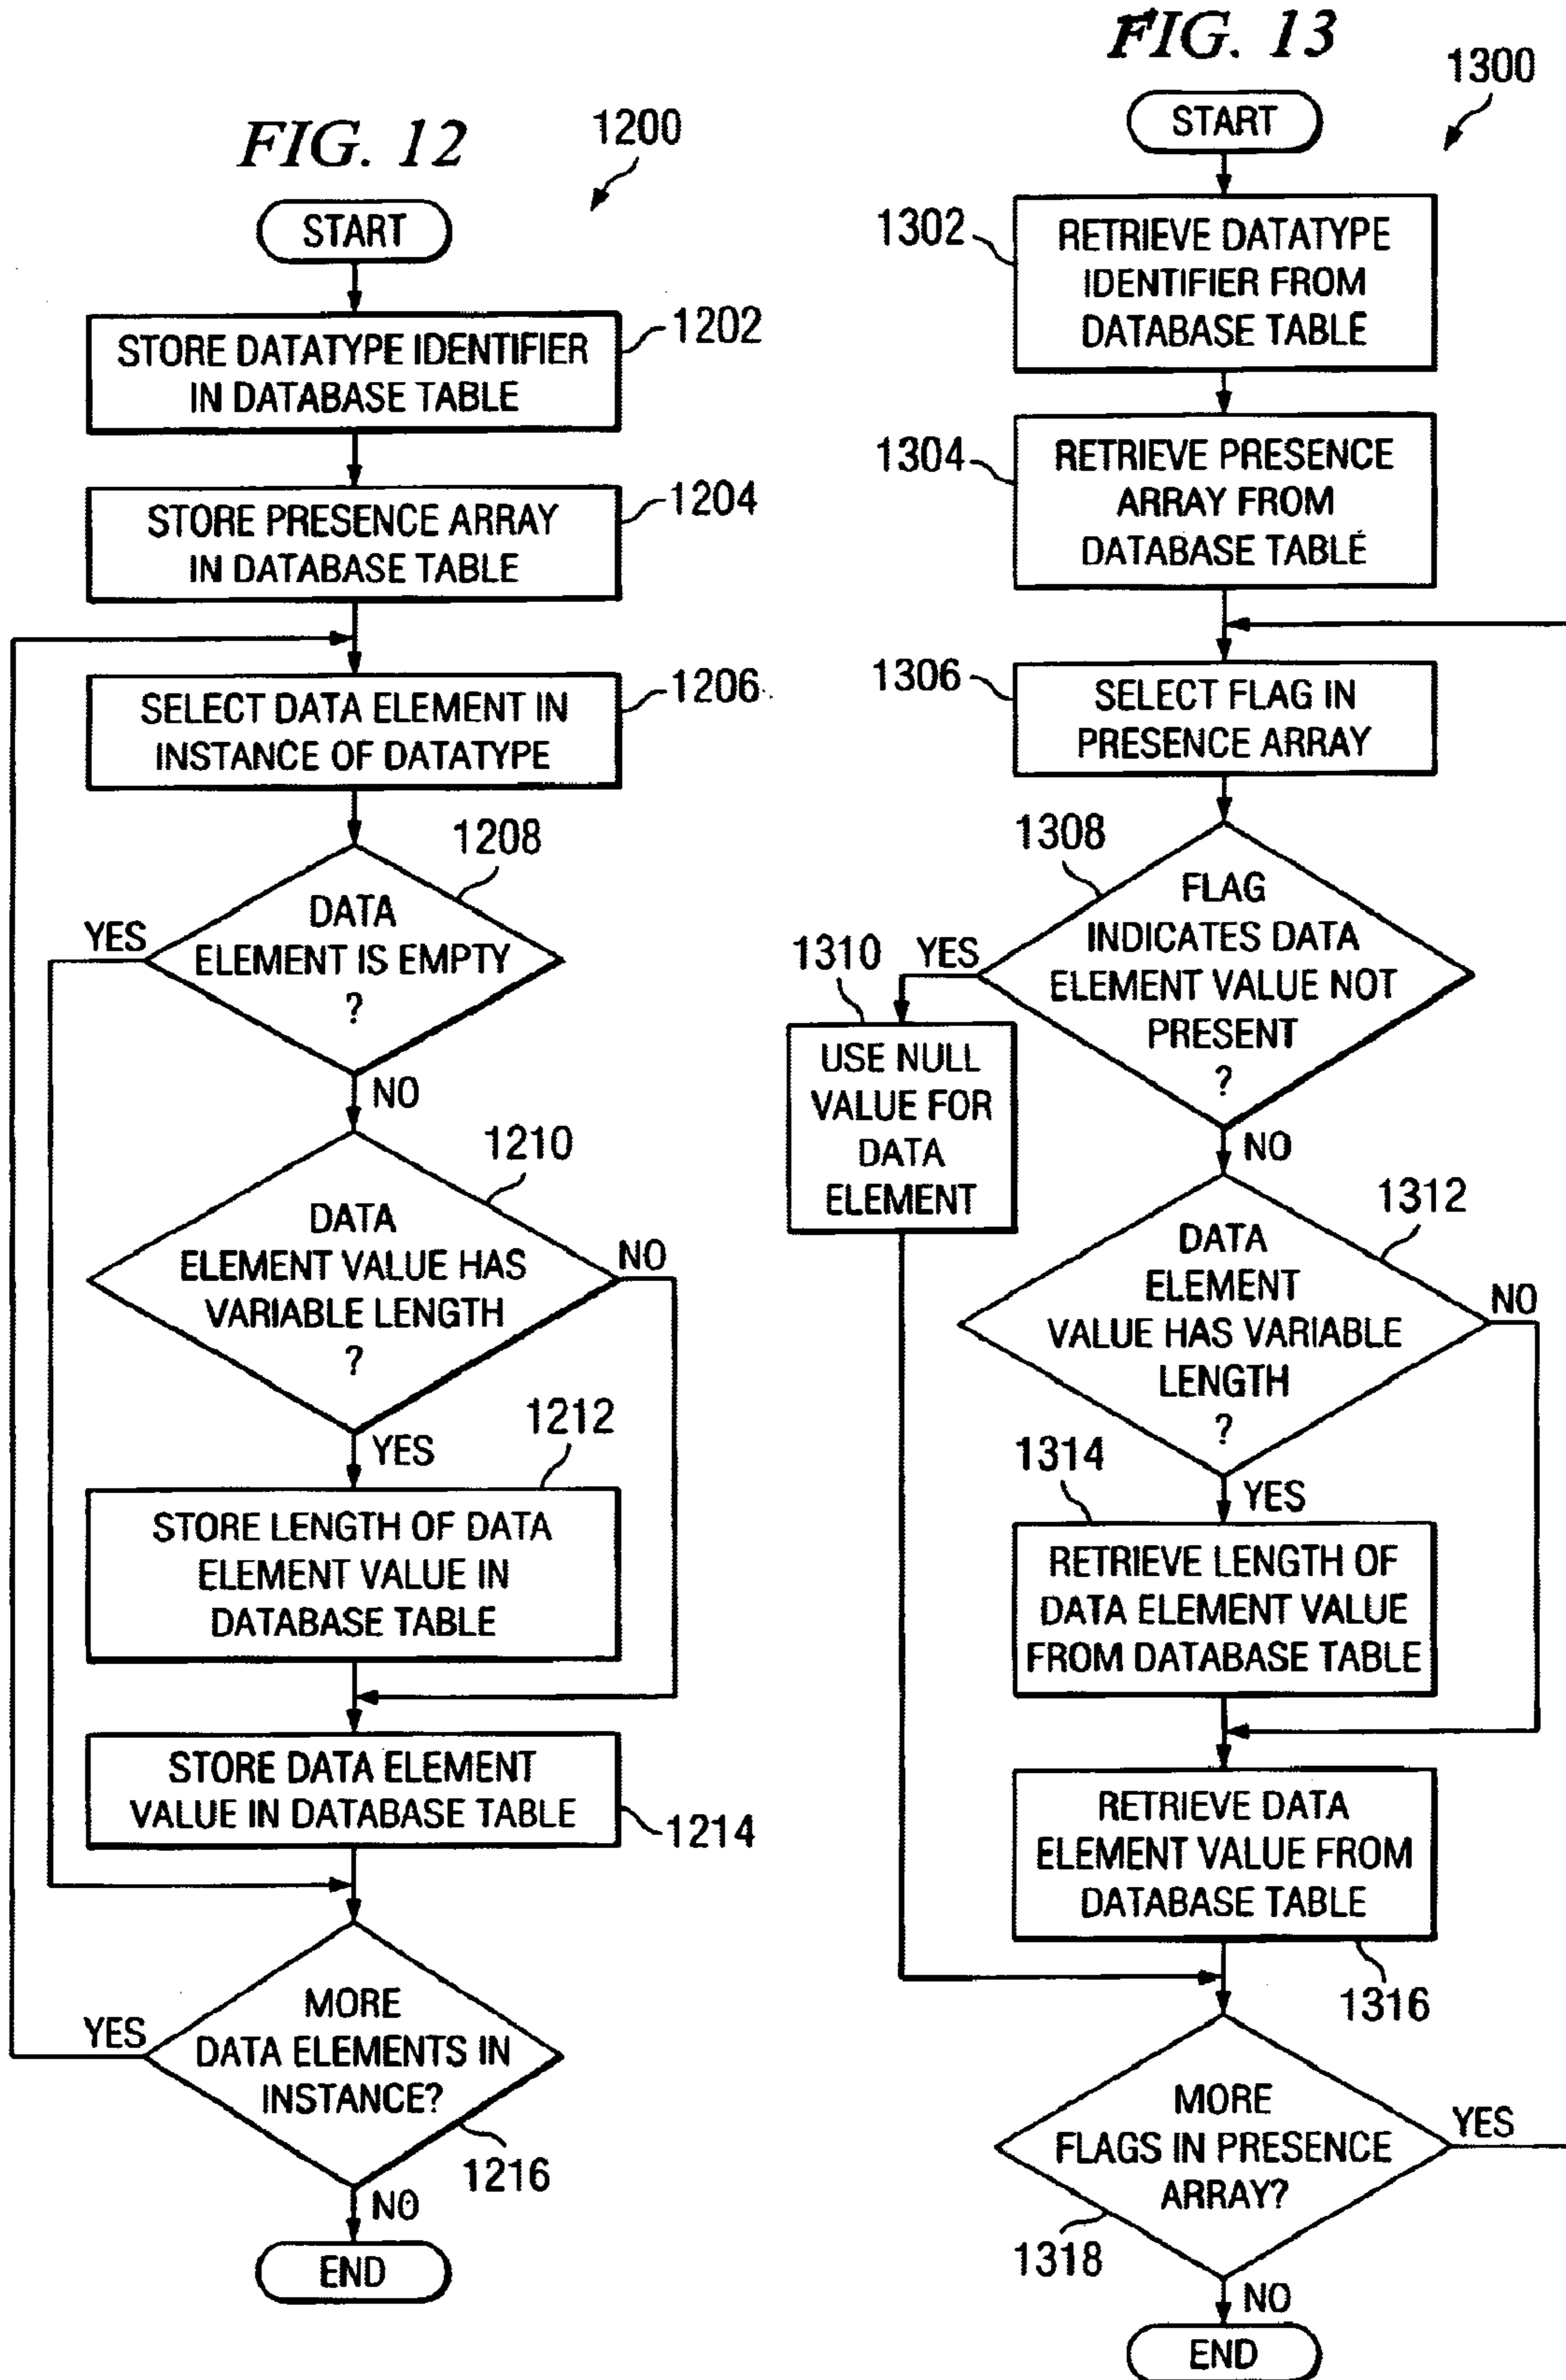 FIG. 12
1200
START
STORE DATATYPE IDENTIFIER
IN DATABASE TABLE
1202
STORE PRESENCE ARRAY
IN DATABASE TABLE
1204
SELECT DATA ELEMENT IN
INSTANCE OF DATATYPE
1206
1208
DATA
ELEMENT IS EMPTY
?
YES
NO
1210
DATA
ELEMENT VALUE HAS
VARIABLE LENGTH
?
NO
YES
1212
STORE LENGTH OF DATA
ELEMENT VALUE IN
DATABASE TABLE
STORE DATA ELEMENT
VALUE IN DATABASE TABLE
1214
MORE
DATA ELEMENTS IN
INSTANCE?
YES
1216
NO
END
FIG. 13
1300
START
1302
RETRIEVE DATATYPE
IDENTIFIER FROM
DATABASE TABLE
1304
RETRIEVE PRESENCE
ARRAY FROM
DATABASE TABLE
1306
SELECT FLAG IN
PRESENCE ARRAY
1308
FLAG
INDICATES DATA
ELEMENT VALUE NOT
PRESENT
?
YES
1310
USE NULL
VALUE FOR
DATA
ELEMENT
NO
1312
DATA
ELEMENT
VALUE HAS VARIABLE
LENGTH
?
NO
1314
YES
RETRIEVE LENGTH OF
DATA ELEMENT VALUE
FROM DATABASE TABLE
RETRIEVE DATA
ELEMENT VALUE FROM
DATABASE TABLE
1316
MORE
FLAGS IN PRESENCE
ARRAY?
YES
1318
NO
END